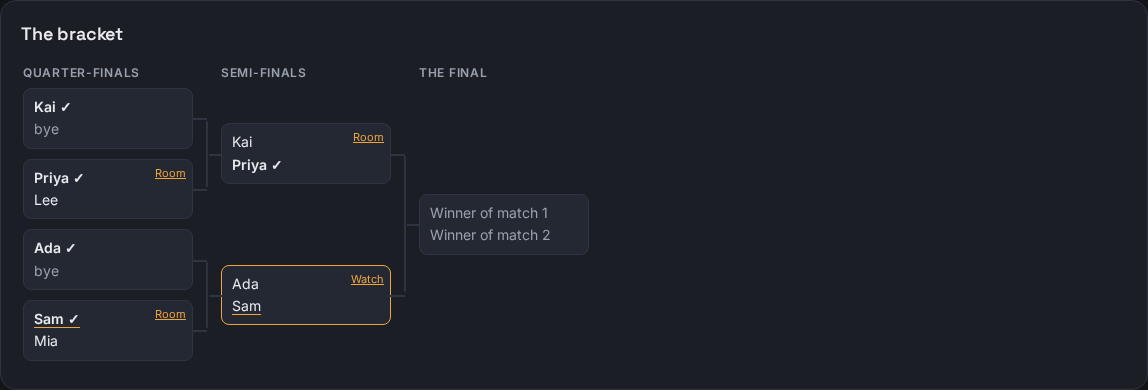 The bracket
QUARTER-FINALS
Kai ✓
bye
Priya ✓
Room
Lee
Ada ✓
bye
Sam ✓
Room
Mia
SEMI-FINALS
Kai
Room
Priya ✓
Ada
Watch
Sam
THE FINAL
Winner of match 1
Winner of match 2